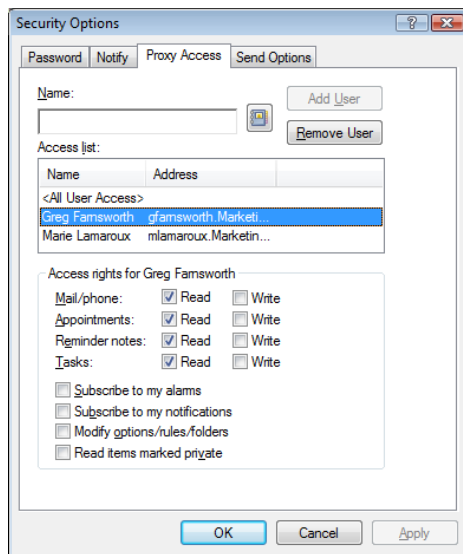 Security Options
Password Notify Proxy Access Send Options
Name:
Add User
Remove User
Access list:
Name Address
<All User Access>
Greg Farnsworth gfarnsworth.Marketi...
Marie Lamaroux mlamaroux.Marketin...
Access rights for Greg Farnsworth
Mail/phone: Read Write
Appointments: Read Write
Reminder notes: Read Write
Tasks: Read Write
Subscribe to my alarms
Subscribe to my notifications
Modify options/rules/folders
Read items marked private
OK Cancel Apply